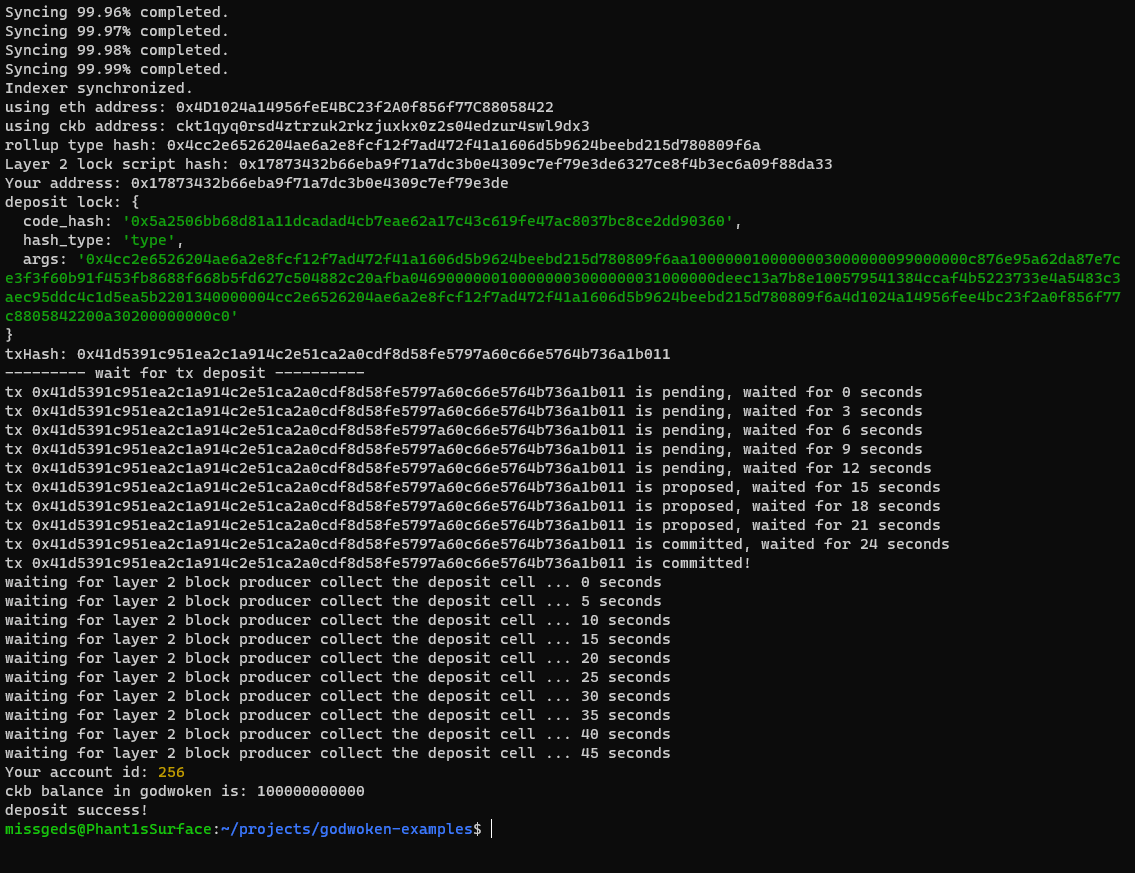 Syncing 99.96% completed.
Syncing 99.97% completed.
Syncing 99.98% completed.
Syncing 99.99% completed.
Indexer synchronized.
using eth address: 0x4D1024a14956feE4BC23f2A0f856f77C88058422
using ckb address: ckt1qyq0rsd4ztrzuk2rkzjuxkx0z2s04edzur4swl9dx3
rollup type hash: 0x4cc2e6526204ae6a2e8fcf12f7ad472f41a1606d5b9624beebd215d780809f6a
Layer 2 lock script hash: 0x17873432b66eba9f71a7dc3b0e4309c7ef79e3de6327ce8f4b3ec6a09f88da33
Your address: 0x17873432b66eba9f71a7dc3b0e4309c7ef79e3de
deposit lock: {
  code_hash: '0x5a2506bb68d81a11dcadad4cb7eae62a17c43c619fe47ac8037bc8ce2dd90360',
  hash_type: 'type',
  args: '0x4cc2e6526204ae6a2e8fcf12f7ad472f41a1606d5b9624beebd215d780809f6aa10000001000000030000000099000000c876e95a62da87e7c
e3f3f60b91f453fb8688f668b5fd627c504882c20afba0469000000100000003000000031000000deec13a7b8e100579541384ccaf4b5223733e4a5483c3
aec95ddc4c1d5ea5b2201340000004cc2e6526204ae6a2e8fcf12f7ad472f41a1606d5b9624beebd215d780809f6a4d1024a14956fee4bc23f2a0f856f77
c8805842200a30200000000c0'
}
txHash: 0x41d5391c951ea2c1a914c2e51ca2a0cdf8d58fe5797a60c66e5764b736a1b011
--------- wait for tx deposit ----------
tx 0x41d5391c951ea2c1a914c2e51ca2a0cdf8d58fe5797a60c66e5764b736a1b011 is pending, waited for 0 seconds
tx 0x41d5391c951ea2c1a914c2e51ca2a0cdf8d58fe5797a60c66e5764b736a1b011 is pending, waited for 3 seconds
tx 0x41d5391c951ea2c1a914c2e51ca2a0cdf8d58fe5797a60c66e5764b736a1b011 is pending, waited for 6 seconds
tx 0x41d5391c951ea2c1a914c2e51ca2a0cdf8d58fe5797a60c66e5764b736a1b011 is pending, waited for 9 seconds
tx 0x41d5391c951ea2c1a914c2e51ca2a0cdf8d58fe5797a60c66e5764b736a1b011 is pending, waited for 12 seconds
tx 0x41d5391c951ea2c1a914c2e51ca2a0cdf8d58fe5797a60c66e5764b736a1b011 is proposed, waited for 15 seconds
tx 0x41d5391c951ea2c1a914c2e51ca2a0cdf8d58fe5797a60c66e5764b736a1b011 is proposed, waited for 18 seconds
tx 0x41d5391c951ea2c1a914c2e51ca2a0cdf8d58fe5797a60c66e5764b736a1b011 is proposed, waited for 21 seconds
tx 0x41d5391c951ea2c1a914c2e51ca2a0cdf8d58fe5797a60c66e5764b736a1b011 is committed, waited for 24 seconds
tx 0x41d5391c951ea2c1a914c2e51ca2a0cdf8d58fe5797a60c66e5764b736a1b011 is committed!
waiting for layer 2 block producer collect the deposit cell ... 0 seconds
waiting for layer 2 block producer collect the deposit cell ... 5 seconds
waiting for layer 2 block producer collect the deposit cell ... 10 seconds
waiting for layer 2 block producer collect the deposit cell ... 15 seconds
waiting for layer 2 block producer collect the deposit cell ... 20 seconds
waiting for layer 2 block producer collect the deposit cell ... 25 seconds
waiting for layer 2 block producer collect the deposit cell ... 30 seconds
waiting for layer 2 block producer collect the deposit cell ... 35 seconds
waiting for layer 2 block producer collect the deposit cell ... 40 seconds
waiting for layer 2 block producer collect the deposit cell ... 45 seconds
Your account id: 256
ckb balance in godwoken is: 100000000000
deposit success!
missgeds@Phant1sSurface:~/projects/godwoken-examples$